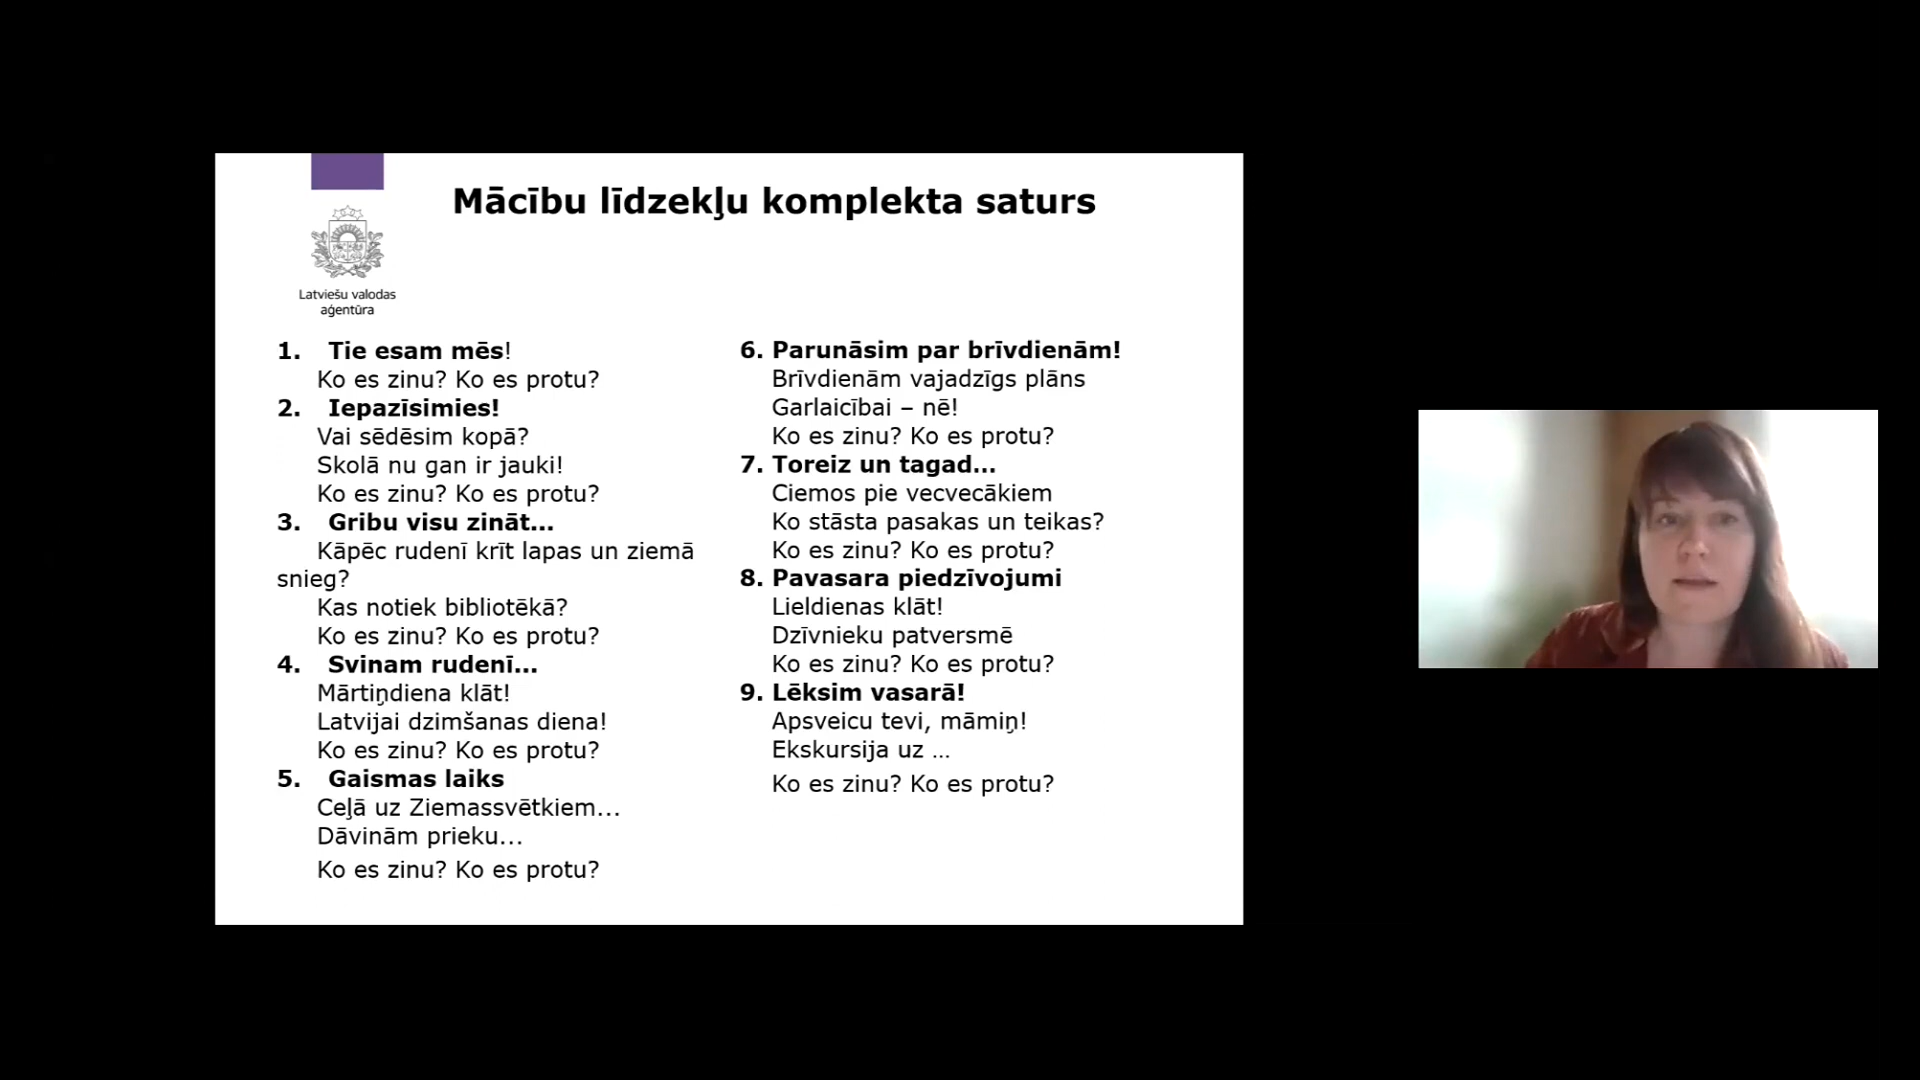 Mācību līdzekļu komplekta saturs
Latviešu valodas
aģentūra
1. Tie esam mēs!
Ko es zinu? Ko es protu?
2. Iepazīsimies!
Vai sēdēsim kopā?
Skolā nu gan ir jauki!
Ko es zinu? Ko es protu?
3. Gribu visu zināt...
Kāpēc rudenī krīt lapas un ziemā
snieg?
Kas notiek bibliotēkā?
Ko es zinu? Ko es protu?
4. Svinam rudenī...
Mārtiņdiena klāt!
Latvijai dzimšanas diena!
Ko es zinu? Ko es protu?
5. Gaismas laiks
Ceļā uz Ziemassvētkiem...
Dāvinām prieku...
Ko es zinu? Ko es protu?
6. Parunāsim par brīvdienām!
Brīvdienām vajadzīgs plāns
Garlaicībai – nē!
Ko es zinu? Ko es protu?
7. Toreiz un tagad...
Ciemos pie vecvecākiem
Ko stāsta pasakas un teikas?
Ko es zinu? Ko es protu?
8. Pavasara piedzīvojumi
Lieldienas klāt!
Dzīvnieku patversmē
Ko es zinu? Ko es protu?
9. Lēksim vasarā!
Apsveicu tevi, māmiņ!
Ekskursija uz ...
Ko es zinu? Ko es protu?